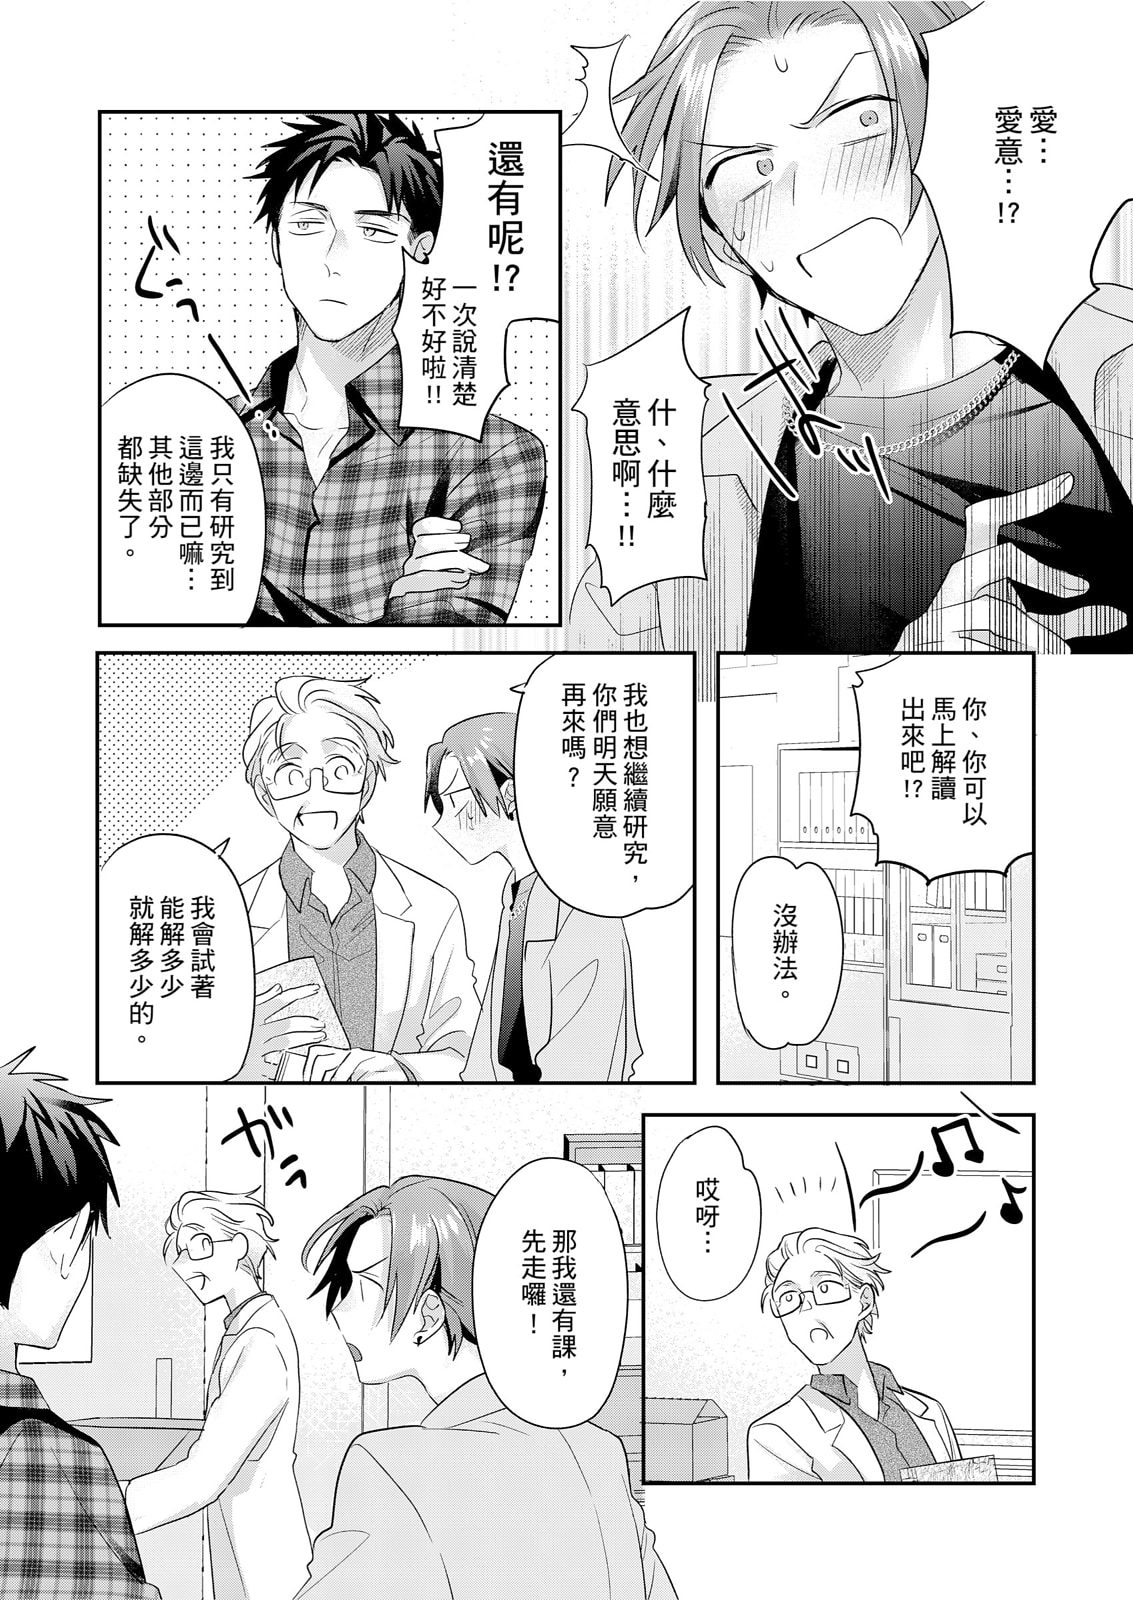 愛…
愛意…!?
什、什麼
意思啊…!!
還有呢!?
一次說清楚
好不好啦!!
我只有研究到
這邊而已嘛…
其他部分
都缺失了。
你、你可以
馬上解讀
出來吧!?
沒辦法。
我也想繼續研究，
你們明天願意
再來嗎？
我會試著
能解多少
就解多少的。
哎呀…
那我還有課，
先走囉！
ガラ